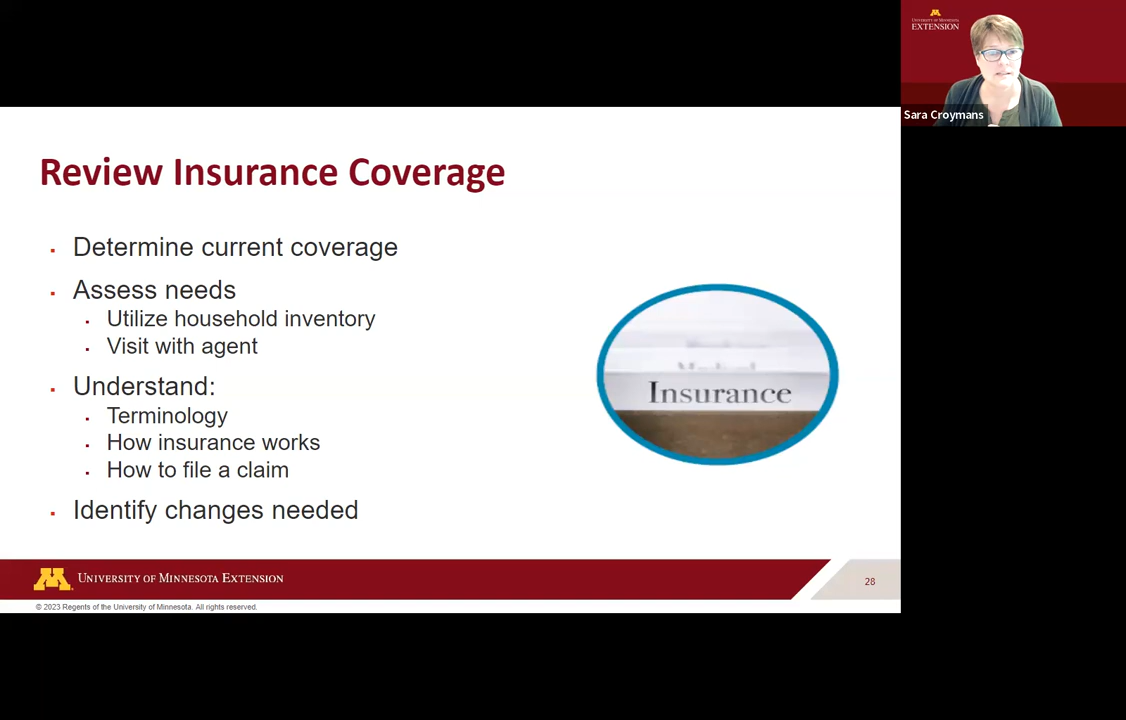 UNIVERSITY OF MINNESOTA
EXTENSION
Sara Croymans
Review Insurance Coverage
Determine current coverage
Assess needs
Utilize household inventory
Visit with agent
Understand:
Terminology
How insurance works
How to file a claim
Identify changes needed
Insurance
UNIVERSITY OF MINNESOTA EXTENSION
28
© 2023 Regents of the University of Minnesota. All rights reserved.